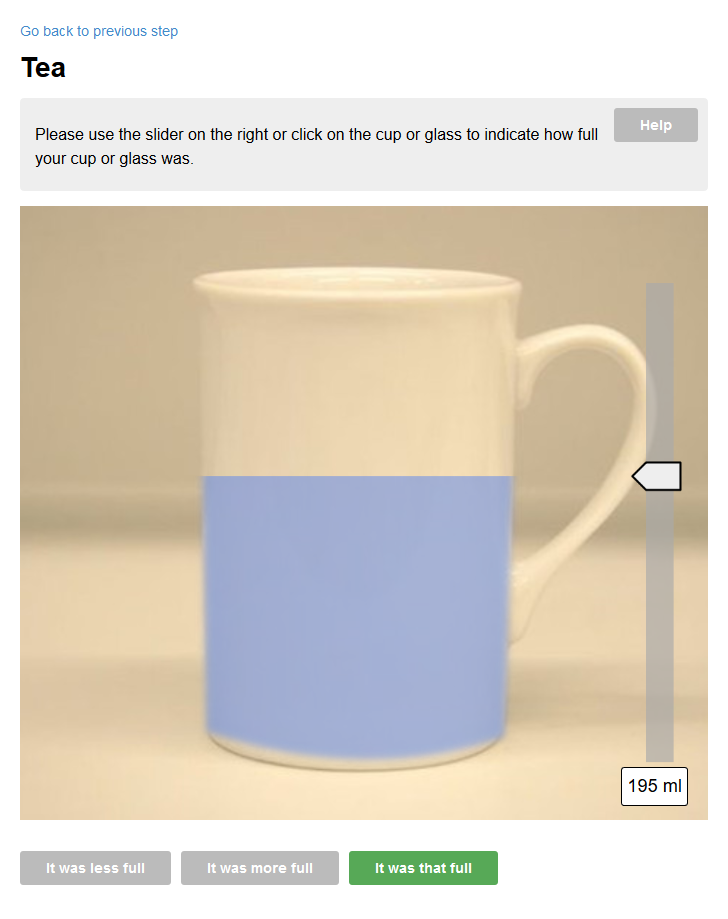 Go back to previous step
Tea
Please use the slider on the right or click on the cup or glass to indicate how full
your cup or glass was.
Help
195 ml
It was less full
It was more full
It was that full